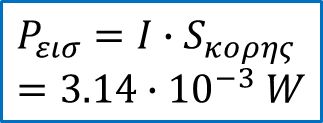 P_εισ = I · S_κορης
= 3.14 · 10⁻³ W